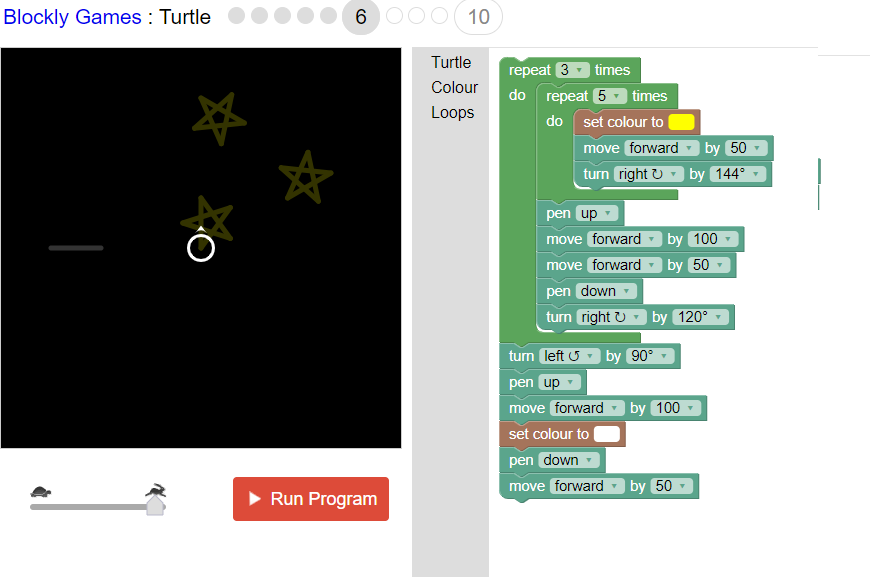 Blockly Games : Turtle 6 10
Turtle
Colour
Loops
repeat 3 times
do repeat 5 times
do set colour to
move forward by 50
turn right ↻ by 144°
pen up
move forward by 100
move forward by 50
pen down
turn right ↻ by 120°
turn left ↺ by 90°
pen up
move forward by 100
set colour to
pen down
move forward by 50
Run Program